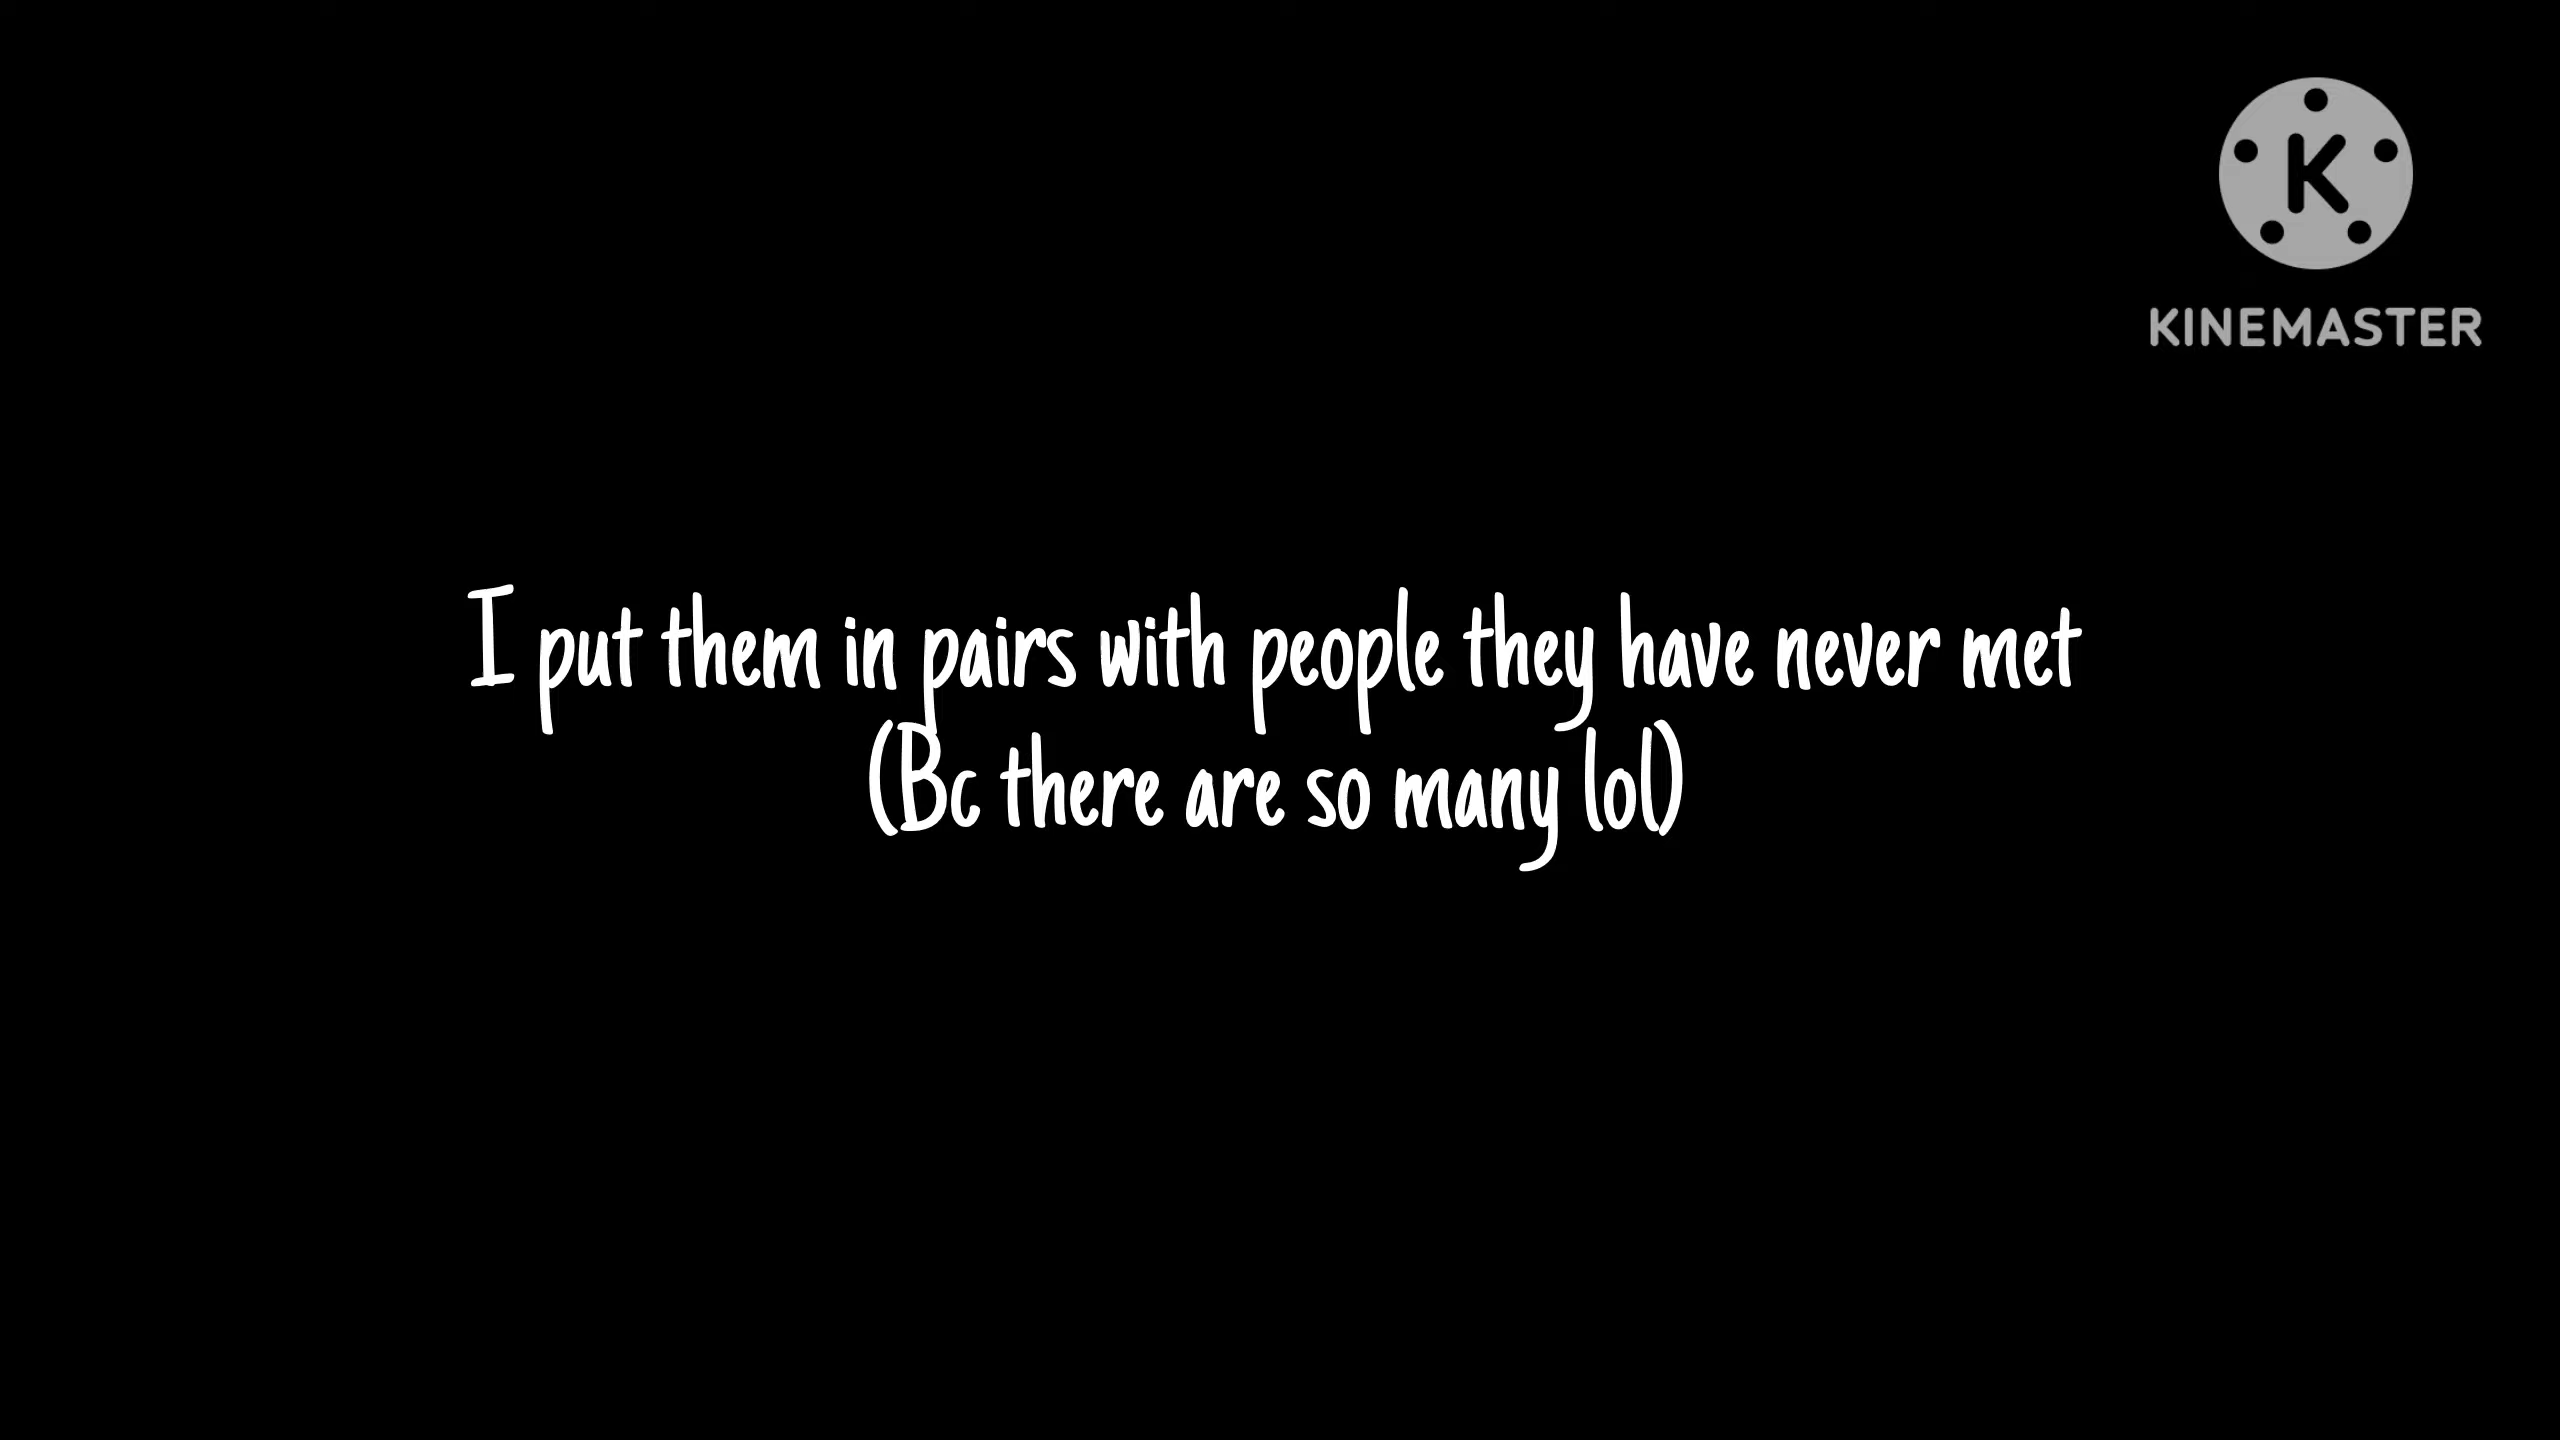 K
KINEMASTER
I put them in pairs with people they have never met
(Bc there are so many lol)